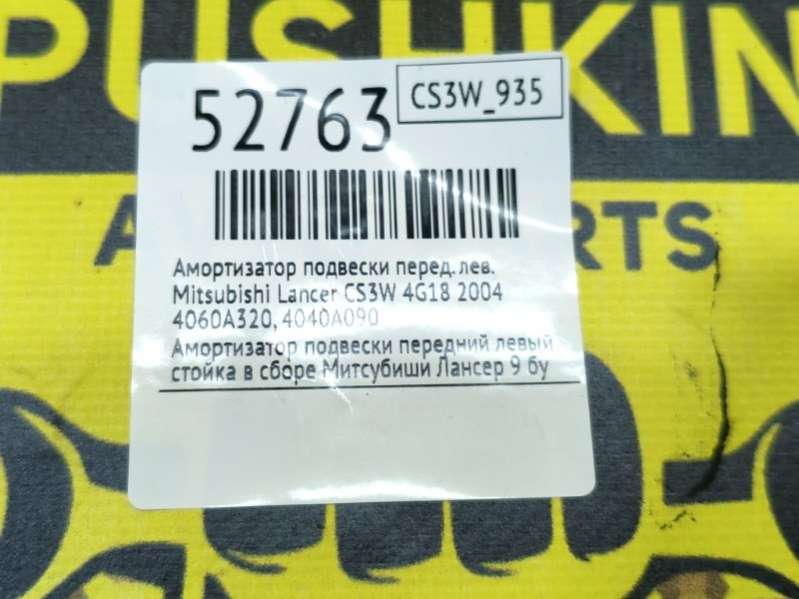 PUSHKIN
52763
CS3W_935
RTS
Амортизатор подвески перед. лев.
Mitsubishi Lancer CS3W 4G18 2004
4060A320, 4040A090
Амортизатор подвески передний левый
стойка в сборе Митсубиши Лансер 9 бу